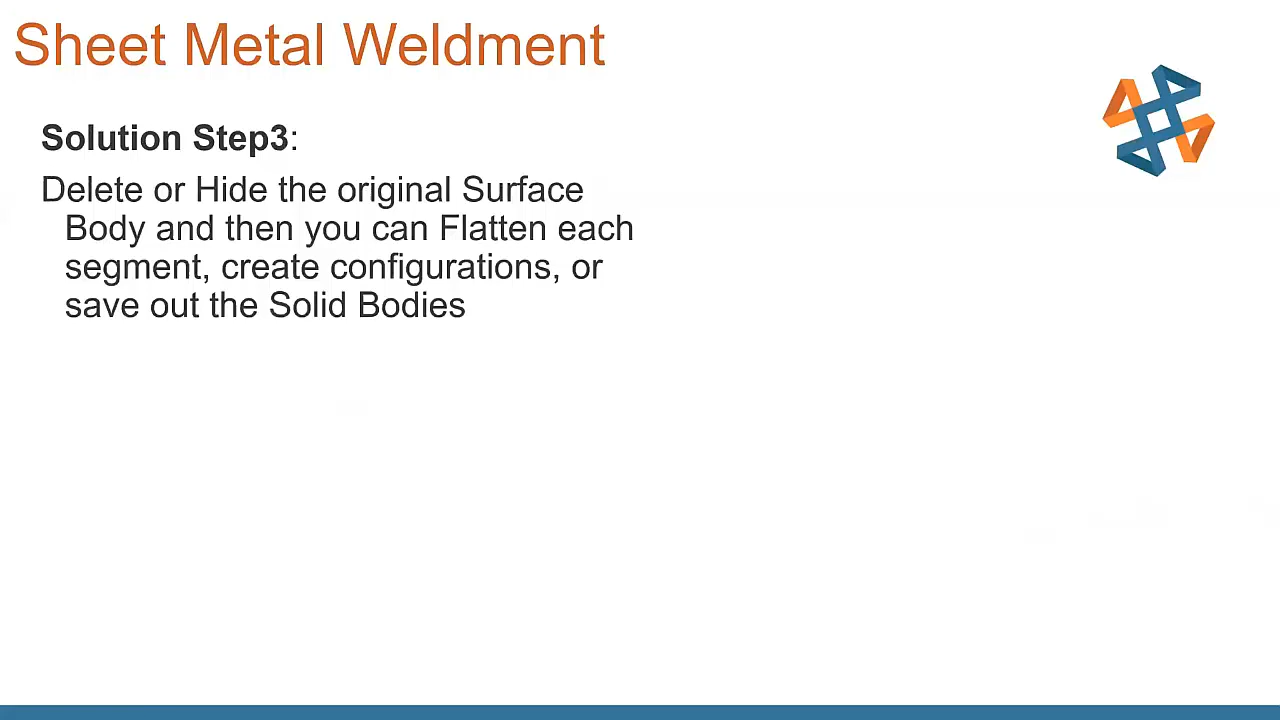 Sheet Metal Weldment
Solution Step3:
Delete or Hide the original Surface
Body and then you can Flatten each
segment, create configurations, or
save out the Solid Bodies